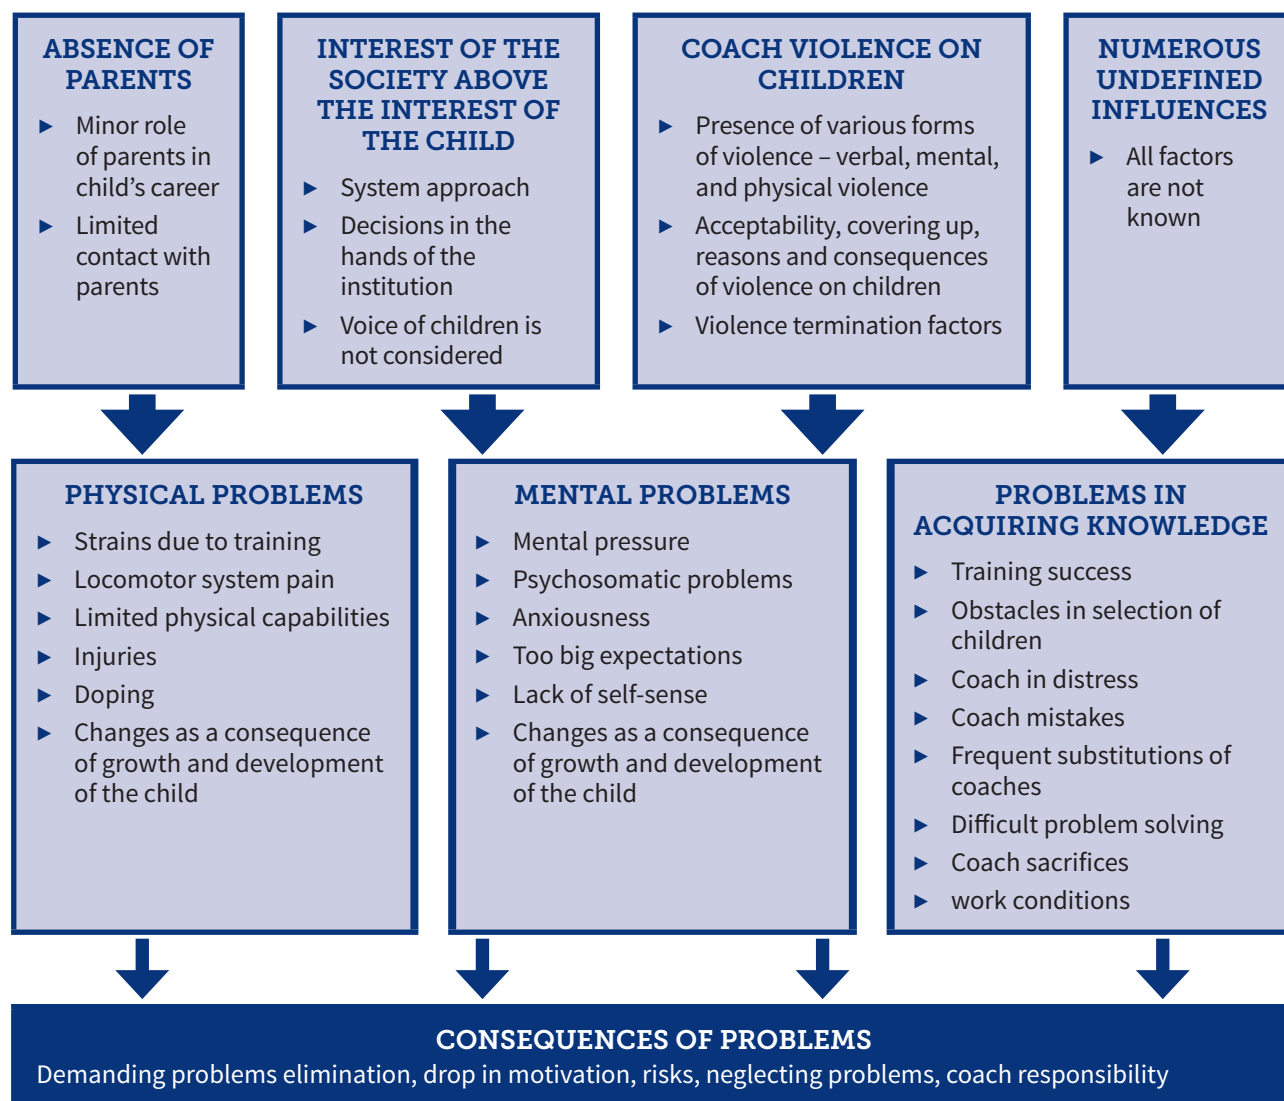 ABSENCE OF
PARENTS
► Minor role
of parents in
child’s career
► Limited
contact with
parents
INTEREST OF THE
SOCIETY ABOVE
THE INTEREST OF
THE CHILD
► System approach
► Decisions in the
hands of the
institution
► Voice of children is
not considered
COACH VIOLENCE ON
CHILDREN
► Presence of various forms
of violence – verbal, mental,
and physical violence
► Acceptability, covering up,
reasons and consequences
of violence on children
► Violence termination factors
NUMEROUS
UNDEFINED
INFLUENCES
► All factors
are not
known
PHYSICAL PROBLEMS
► Strains due to training
► Locomotor system pain
► Limited physical capabilities
► Injuries
► Doping
► Changes as a consequence
of growth and development
of the child
MENTAL PROBLEMS
► Mental pressure
► Psychosomatic problems
► Anxiousness
► Too big expectations
► Lack of self-sense
► Changes as a consequence
of growth and development
of the child
PROBLEMS IN
ACQUIRING KNOWLEDGE
► Training success
► Obstacles in selection of
children
► Coach in distress
► Coach mistakes
► Frequent substitutions of
coaches
► Difficult problem solving
► Coach sacrifices
► work conditions
CONSEQUENCES OF PROBLEMS
Demanding problems elimination, drop in motivation, risks, neglecting problems, coach responsibility